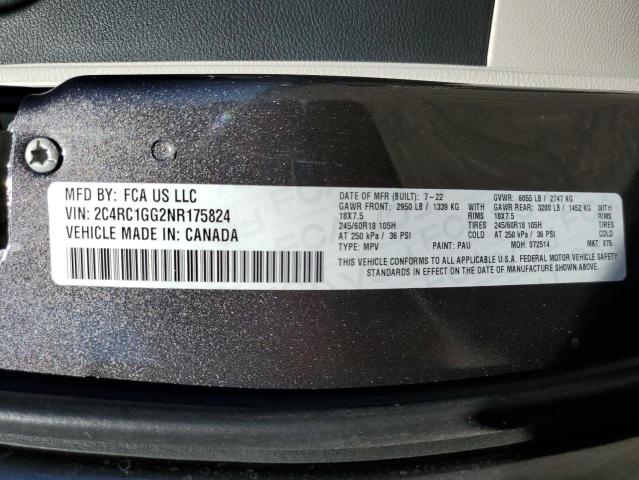 MFD BY: FCA US LLC
VIN: 2C4RC1GG2NR175824
VEHICLE MADE IN: CANADA
DATE OF MFR (BUILT): 7-22 GVWR: 6055 LB / 2747 KG
GAWR FRONT: 2950 LB / 1339 KG WITH GAWR REAR: 3200 LB / 1452 KG WITH
18X7.5 RIMS 18X7.5 RIMS
245/60R18 105H TIRES 245/60R18 105H TIRES
AT 250 kPa / 36 PSI COLD AT 250 kPa / 36 PSI COLD
TYPE: MPV PAINT: PAU MDH: 072514 MKT: 875
THIS VEHICLE CONFORMS TO ALL APPLICABLE U.S.A. FEDERAL MOTOR VEHICLE SAFETY
STANDARDS IN EFFECT ON THE DATE OF MANUFACTURE SHOWN ABOVE.